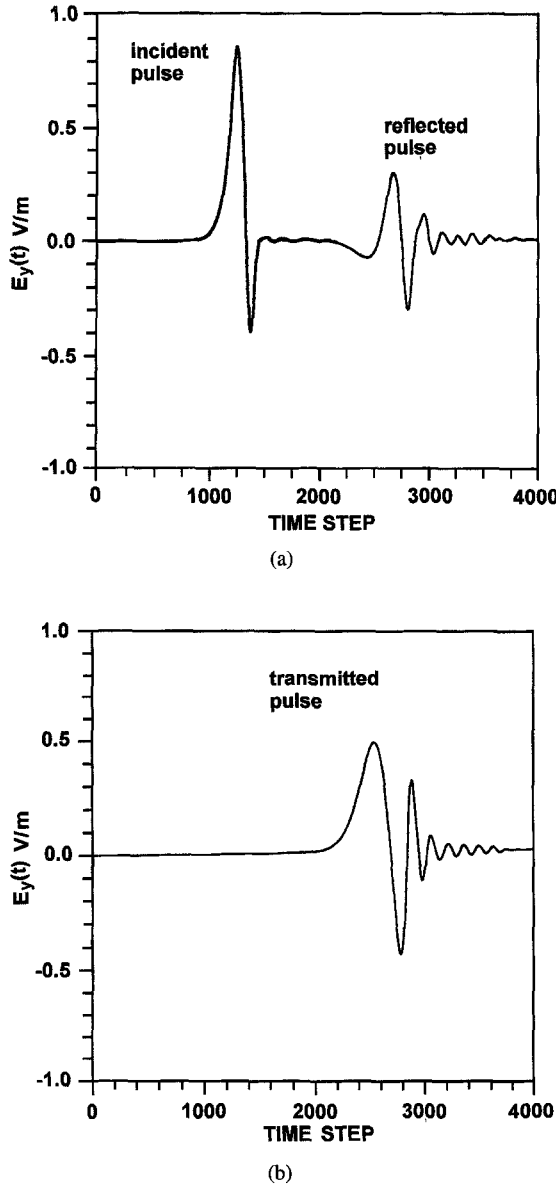 1.0
incident
pulse
0.5
reflected
pulse
0.0
-0.5
-1.0
Ey(t) V/m
0 1000 2000 3000 4000
TIME STEP
(a)
1.0
transmitted
pulse
0.5
0.0
-0.5
-1.0
Ey(t) V/m
0 1000 2000 3000 4000
TIME STEP
(b)